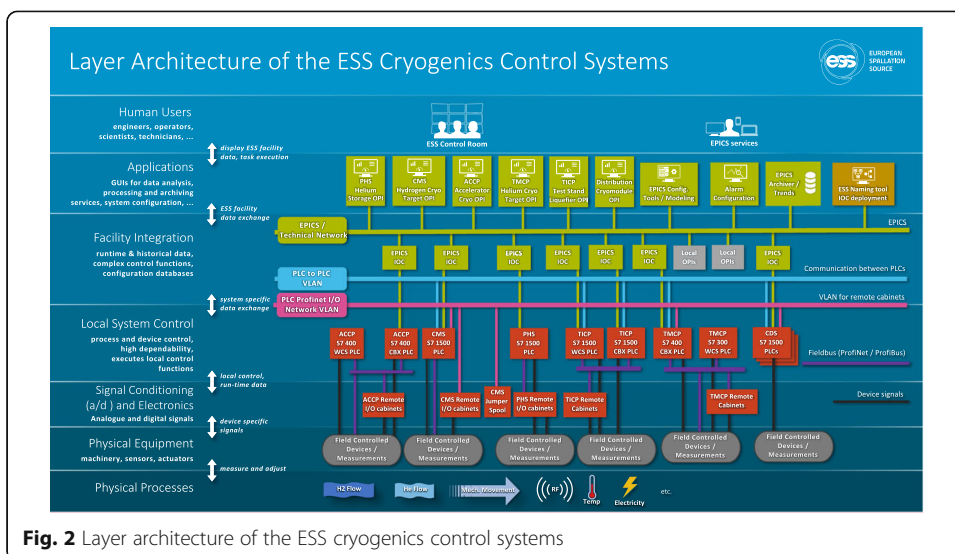 Layer Architecture of the ESS Cryogenics Control Systems
ess
EUROPEAN
SPALLATION
SOURCE
Human Users
engineers, operators,
scientists, technicians, ...
ESS Control Room
EPICS services
display ESS facility
data, task execution
Applications
GUIs for data analysis,
processing and archiving
services, system configuration, ...
PHS
Helium
Storage OPI
CMS
Hydrogen Cryo
Target OPI
ACCP
Accelerator
Cryo OPI
TMCP
Helium Cryo
Target OPI
TICP
Test Stand
Liquefier OPI
Distribution
Cryomodule
OPI
EPICS Config.
Tools / Modeling
Alarm
Configuration
EPICS
Archiver /
Trends
ESS Naming tool
IOC deployment
ESS facility
data exchange
EPICS /
Technical Network
EPICS
Facility Integration
runtime & historical data,
complex control functions,
configuration databases
EPICS
IOC
EPICS
IOC
EPICS
IOC
EPICS
IOC
EPICS
IOC
EPICS
IOC
Local
OPIs
Local
OPIs
EPICS
IOC
PLC to PLC
VLAN
Communication between PLCs
system specific
data exchange
PLC Profinet I/O
Network VLAN
VLAN for remote cabinets
Local System Control
process and device control,
high dependability,
executes local control
functions
ACCP
S7 400
WCS PLC
ACCP
S7 400
CBX PLC
CMS
S7 1500
PLC
PHS
S7 1500
PLC
TICP
S7 1500
WCS PLC
TICP
S7 1500
CBX PLC
TMCP
S7 400
CBX PLC
TMCP
S7 300
WCS PLC
CDS
S7 1500
PLCs
Fieldbus (ProfiNet / ProfiBus)
local control,
run-time data
Signal Conditioning
(a/d ) and Electronics
Analogue and digital signals
ACCP Remote
I/O cabinets
CMS Remote
I/O cabinets
CMS
Jumper
Spool
PHS Remote
I/O cabinets
TICP Remote
Cabinets
TMCP Remote
Cabinets
Device signals
device specific
signals
Physical Equipment
machinery, sensors, actuators
Field Controlled
Devices /
Measurements
Field Controlled
Devices /
Measurements
Field Controlled
Devices /
Measurements
Field Controlled
Devices /
Measurements
Field Controlled
Devices /
Measurements
Field Controlled
Devices /
Measurements
measure and adjust
Physical Processes
H2 Flow
He Flow
Mech. Movement
RF
Temp
Electricity
etc.
Fig. 2 Layer architecture of the ESS cryogenics control systems